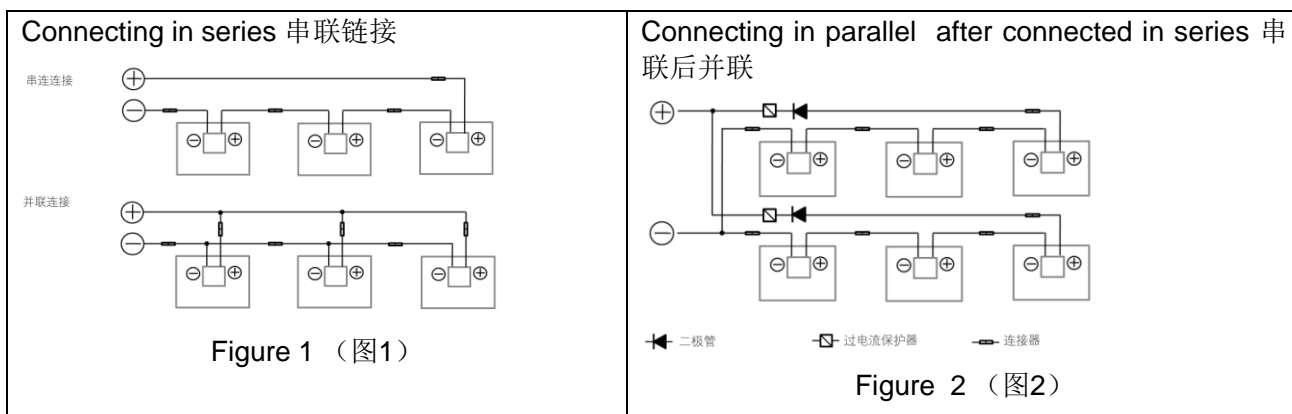 Connecting in series 串联链接
串连连接
并联连接
Figure 1 （图1）
Connecting in parallel after connected in series 串
联后并联
二极管 过电流保护器 连接器
Figure 2 （图2）